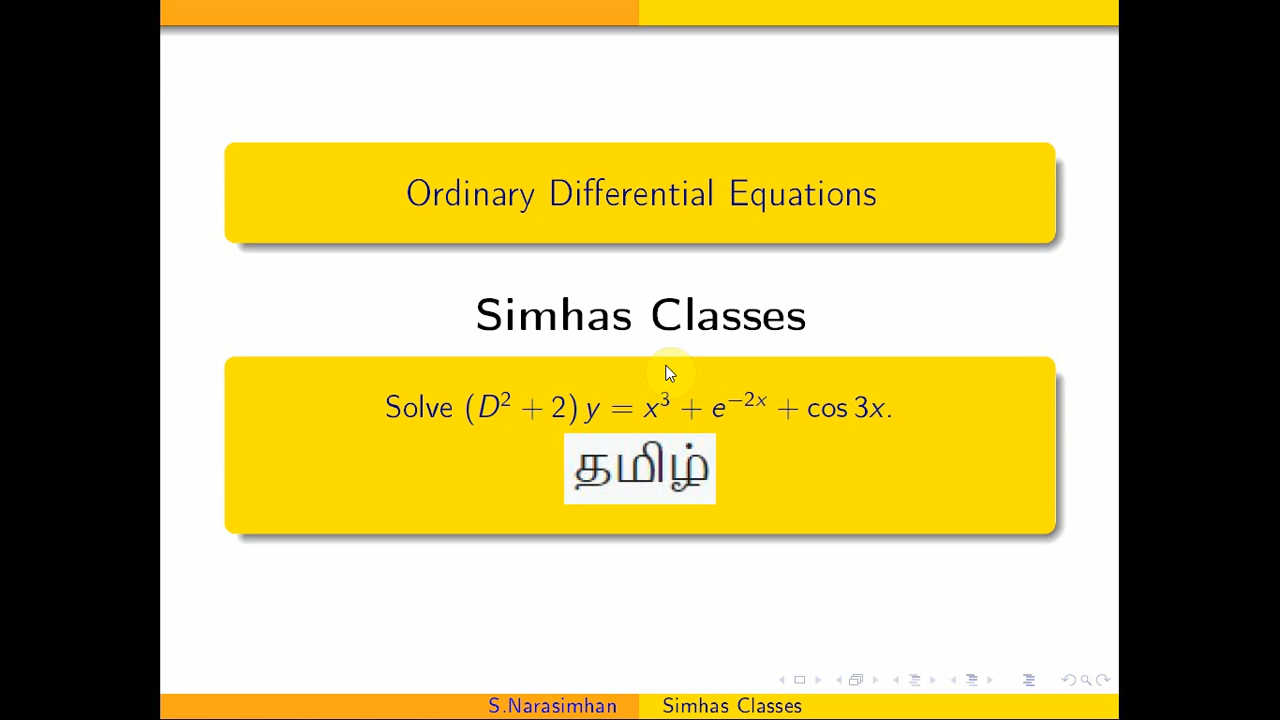 Ordinary Differential Equations
Simhas Classes
Solve (D² + 2) y = x³ + e⁻²ˣ + cos 3x.
தமிழ்
S.Narasimhan Simhas Classes